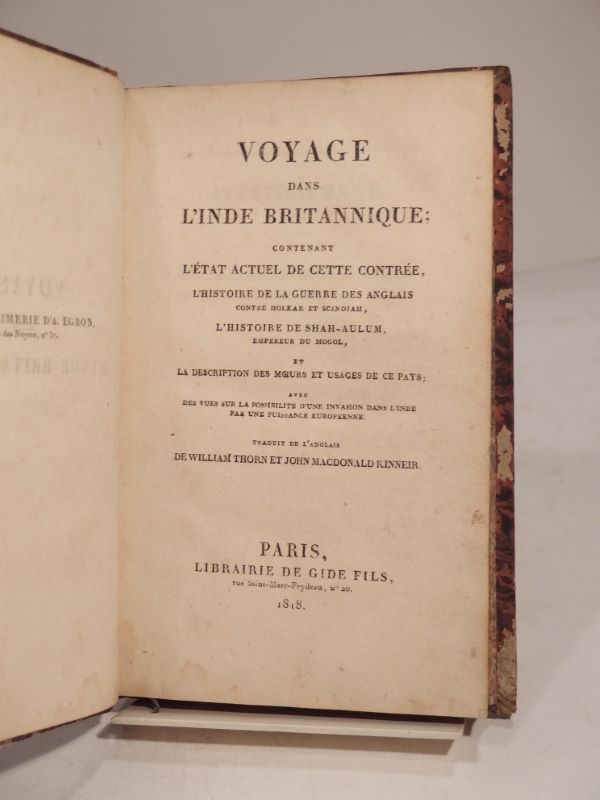 IMERIE D'A. EGRON,
des Noyers, n° 37.
VOYAGE
DANS
L'INDE BRITANNIQUE;
CONTENANT
L'ÉTAT ACTUEL DE CETTE CONTRÉE,
L'HISTOIRE DE LA GUERRE DES ANGLAIS
CONTRE HOLKAR ET SCINDIAH,
L'HISTOIRE DE SHAH-AULUM,
EMPEREUR DU MOGOL,
ET
LA DESCRIPTION DES MŒURS ET USAGES DE CE PAYS;
AVEC
DES VUES SUR LA POSSIBILITÉ D'UNE INVASION DANS L'INDE
PAR UNE PUISSANCE EUROPÉENNE.
TRADUIT DE L'ANGLAIS
DE WILLIAM THORN ET JOHN MACDONALD KINNEIR.
PARIS,
LIBRAIRIE DE GIDE FILS,
rue Saint-Marc-Feydeau, n° 20.
1818.